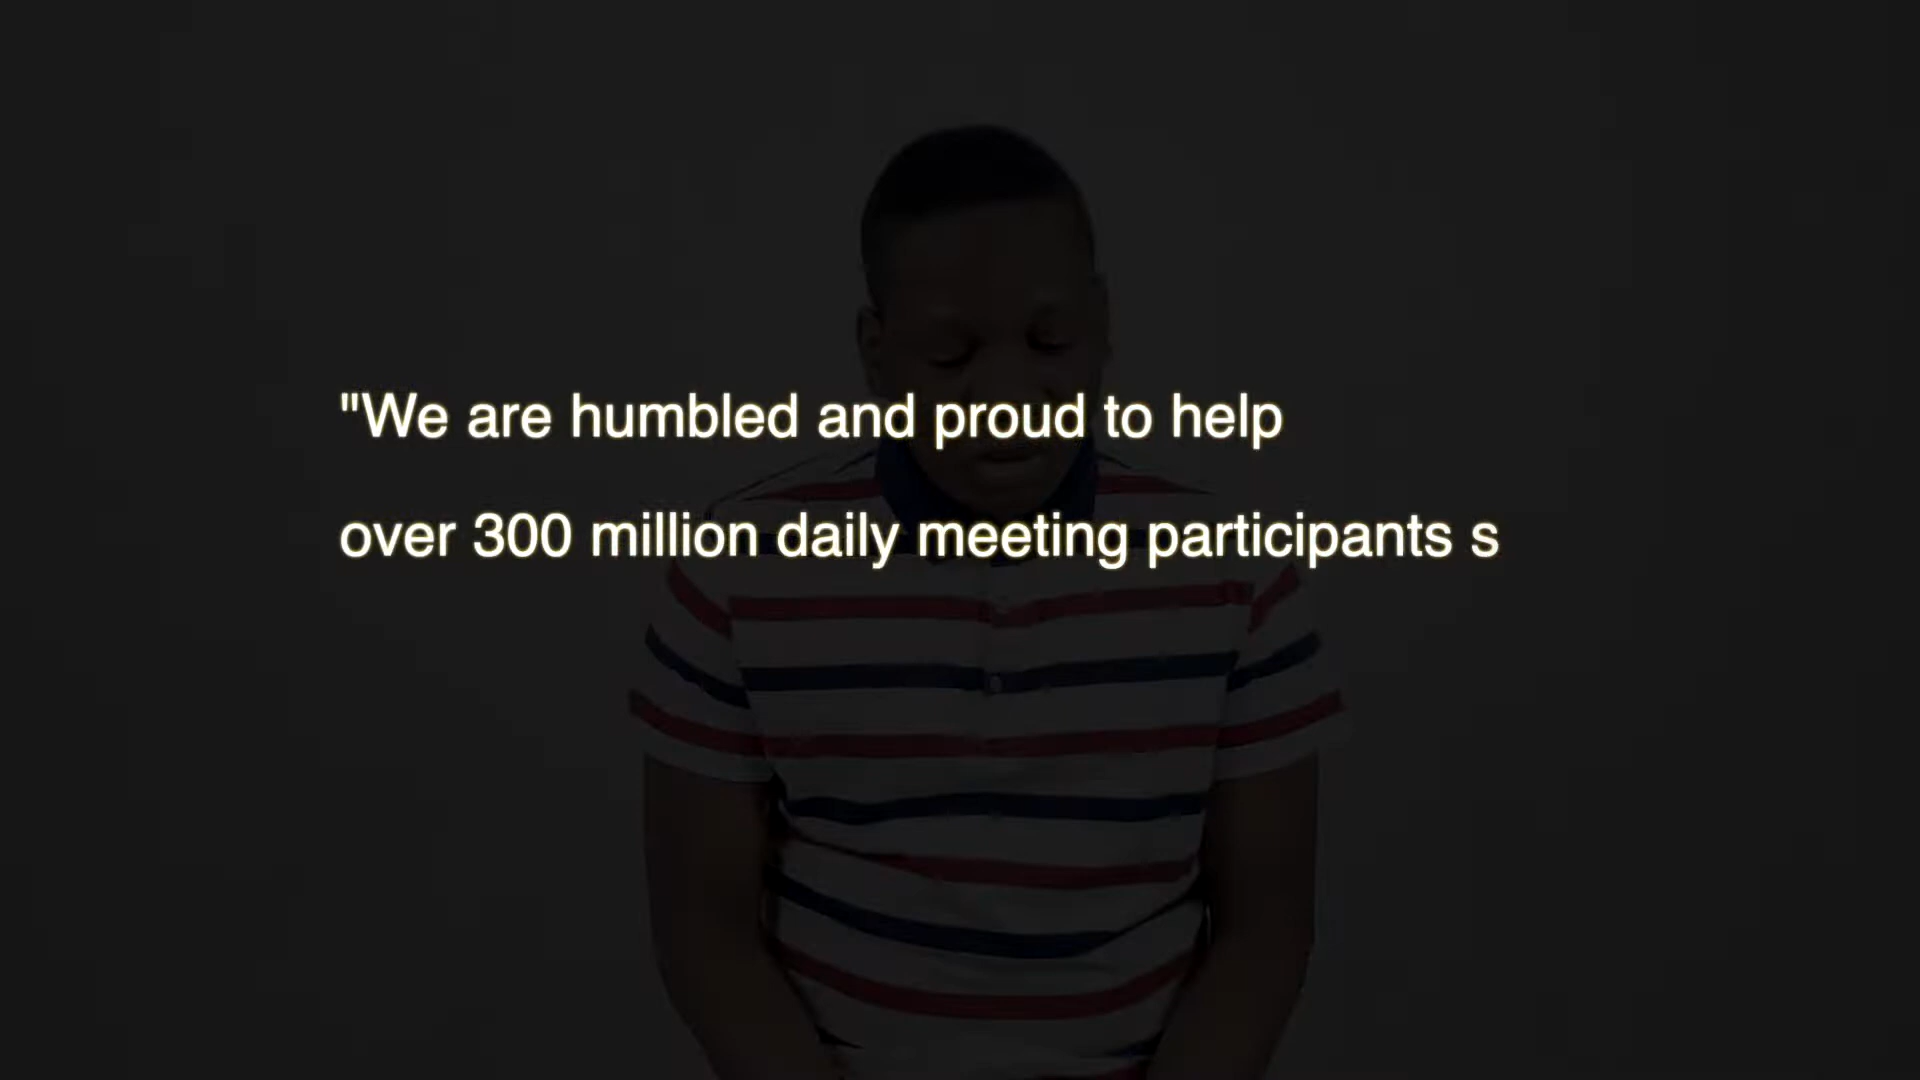 "We are humbled and proud to help
over 300 million daily meeting participants s